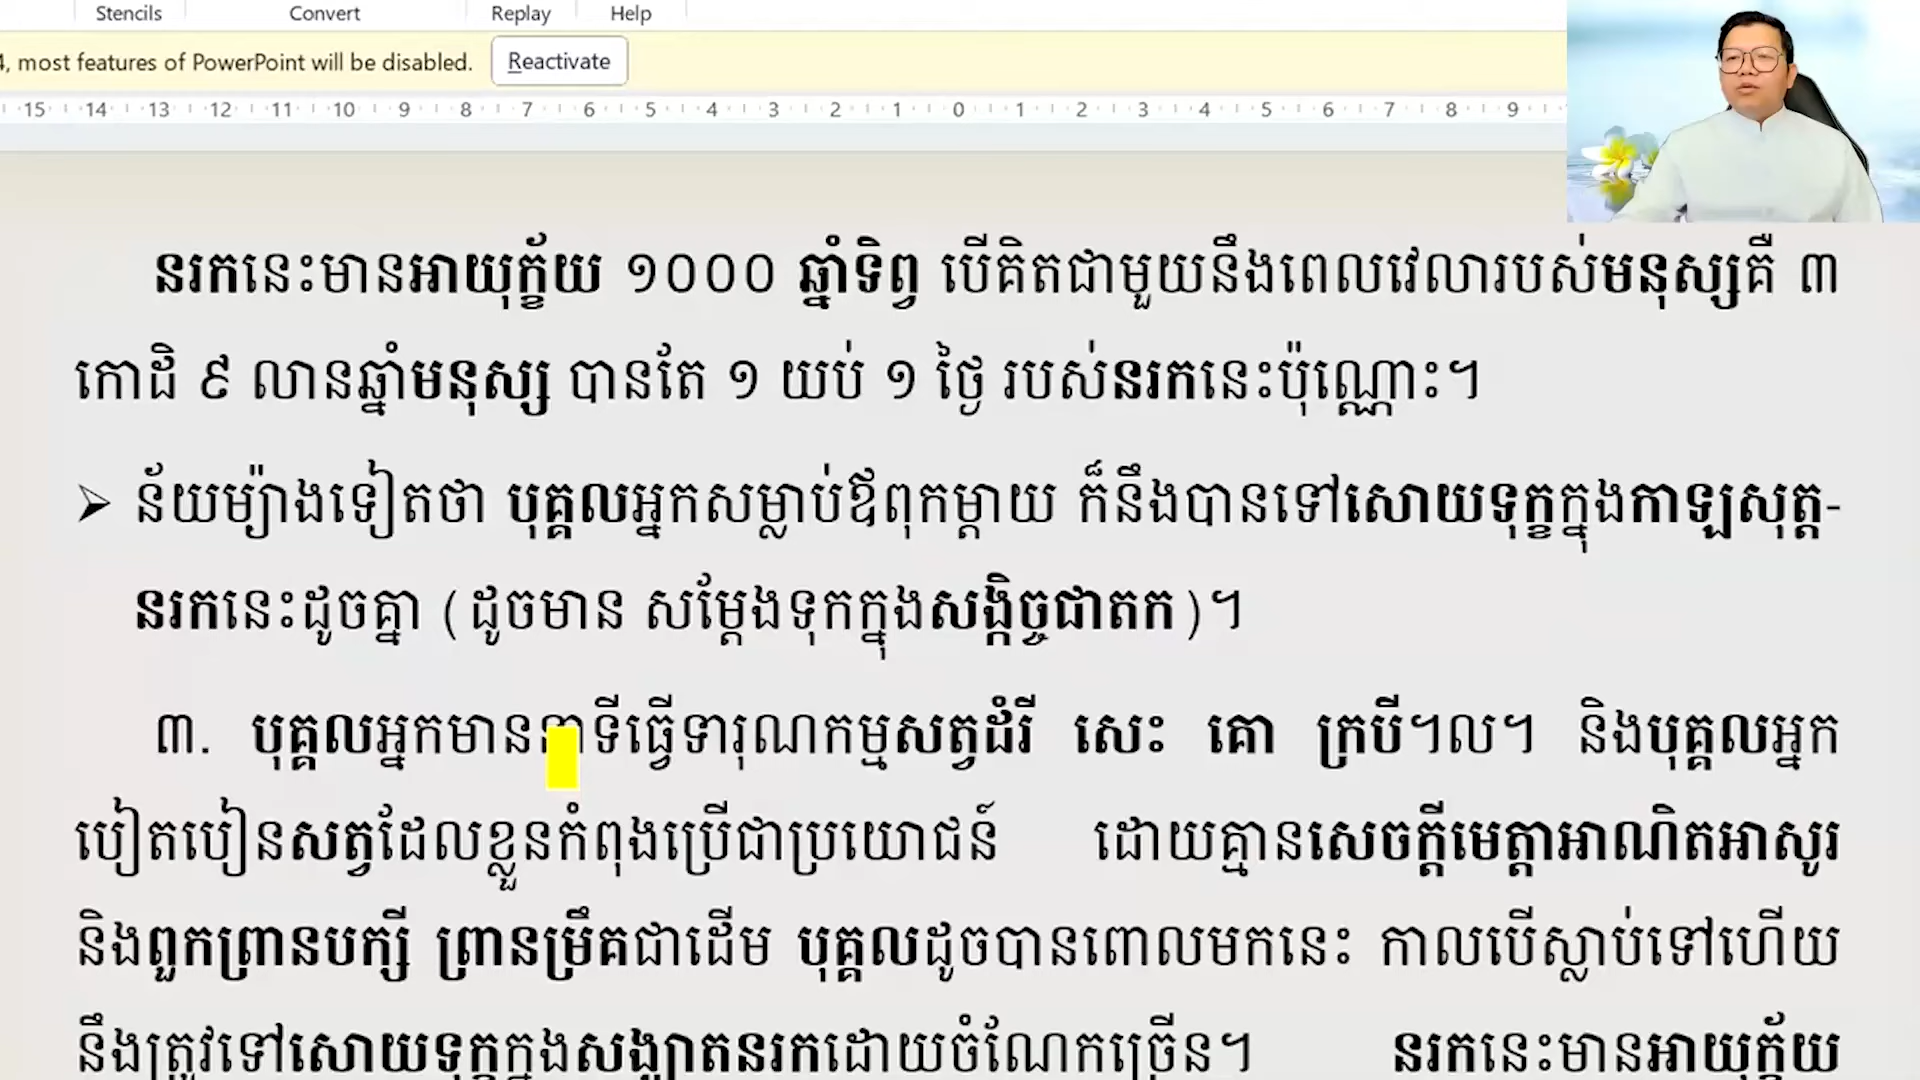 Stencils Convert Replay Help
4, most features of PowerPoint will be disabled. Reactivate
15 14 13 12 11 10 9 8 7 6 5 4 3 2 1 0 1 2 3 4 5 6 7 8 9
នរកនេះមានអាយុក្ខ័យ ១០០០ ឆ្នាំទិព្វ បើគិតជាមួយនឹងពេលវេលារបស់មនុស្សគឺ ៣
កោដិ ៩ លានឆ្នាំមនុស្ស បានតែ ១ យប់ ១ ថ្ងៃ របស់នរកនេះប៉ុណ្ណោះ។
➢ ន័យម្យ៉ាងទៀតថា បុគ្គលអ្នកសម្លាប់ឪពុកម្តាយ ក៏នឹងបានទៅសោយទុក្ខក្នុងកាឡសុត្ត-
នរកនេះដូចគ្នា (ដូចមាន សម្តែងទុកក្នុងសង្កិច្ចជាតក)។
៣. បុគ្គលអ្នកមាននាទីធ្វើទារុណកម្មសត្វដំរី សេះ គោ ក្របី។ល។ និងបុគ្គលអ្នក
បៀតបៀនសត្វដែលខ្លួនកំពុងប្រើជាប្រយោជន៍ ដោយគ្មានសេចក្តីមេត្តាអាណិតអាសូរ
និងពួកព្រានបក្សី ព្រានម្រឹគជាដើម បុគ្គលដូចបានពោលមកនេះ កាលបើស្លាប់ទៅហើយ
នឹងត្រូវទៅសោយទុក្ខក្នុងសង្ឃាតនរកដោយចំណែកច្រើន។ នរកនេះមានអាយុក្ខ័យ